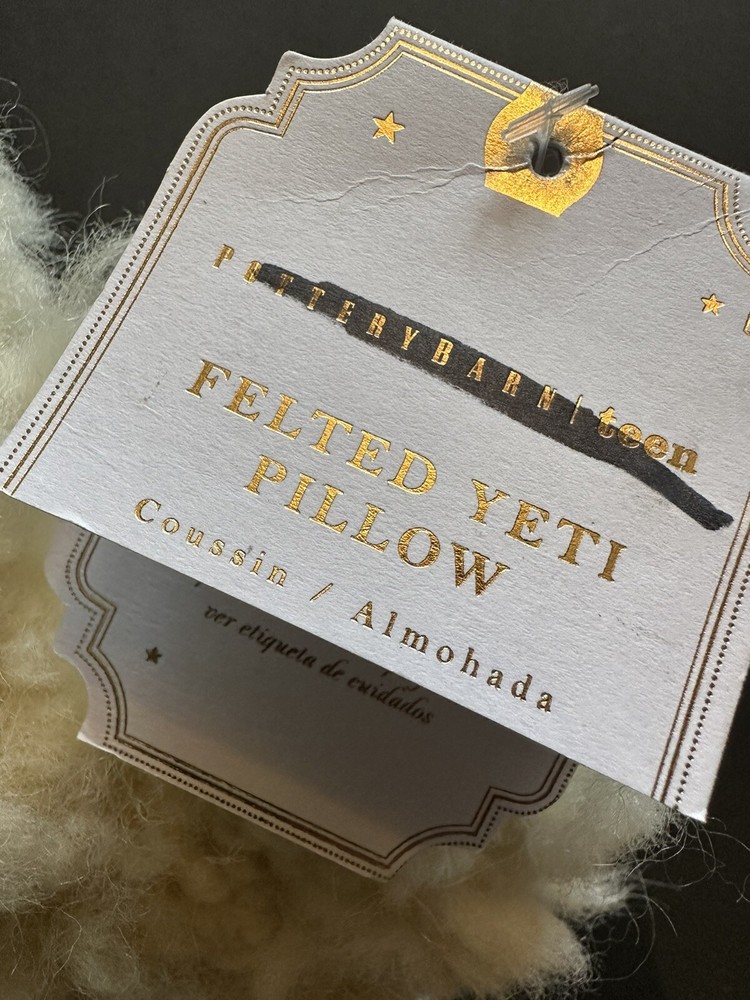 POTTERYBARN | teen
FELTED YETI
PILLOW
Coussin / Almohada
ver etiqueta de cuidados